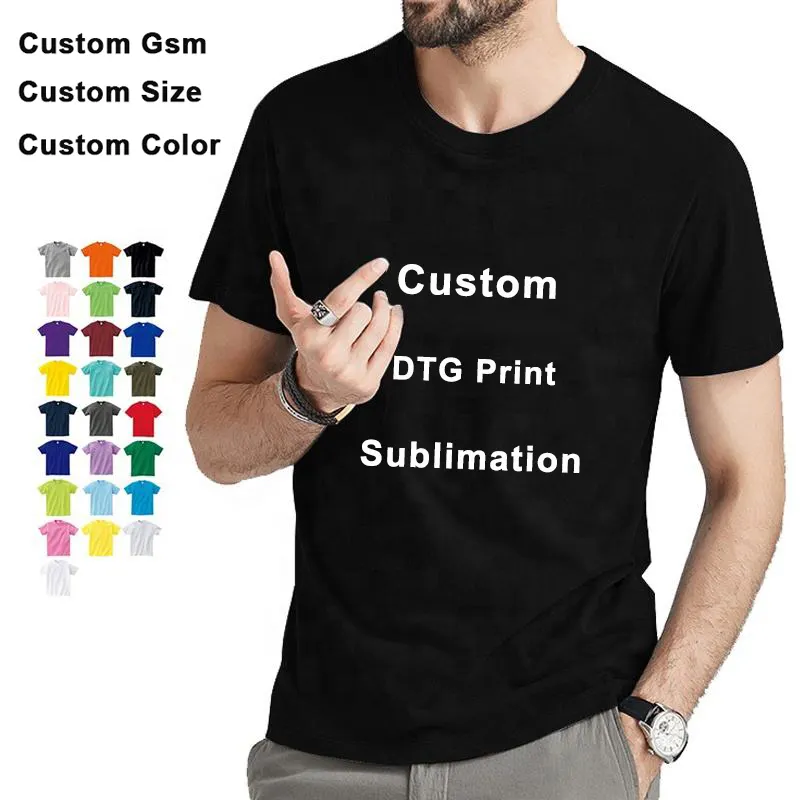 Custom Gsm
Custom Size
Custom Color
Custom
DTG Print
Sublimation